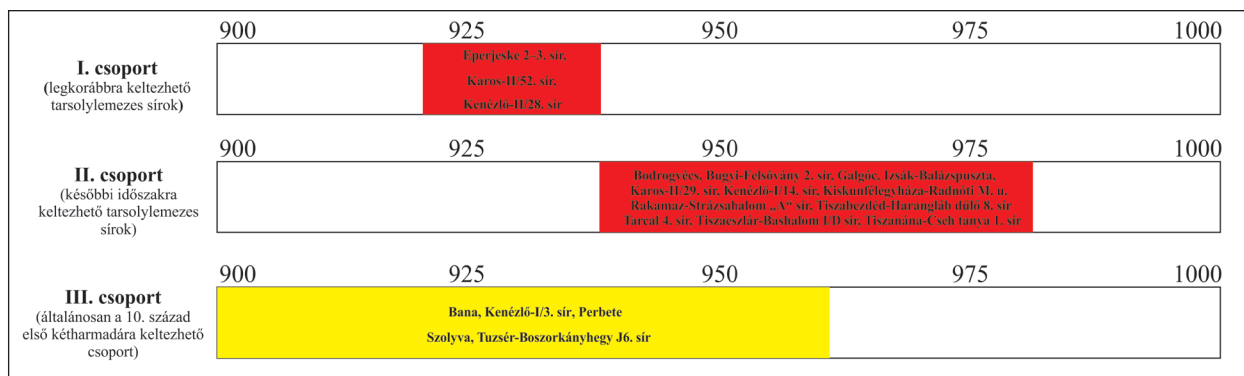 900 925 950 975 1000
I. csoport
(legkorábbra keltezhető
tarsolylemezes sírok)
Eperjeske 2–3. sír,
Karos-II/52. sír,
Kenézlő-II/28. sír
900 925 950 975 1000
II. csoport
(későbbi időszakra
keltezhető tarsolylemezes
sírok)
Bodrogvécs, Bugyi-Felsővány 2. sír, Galgóc, Izsák-Balázspuszta,
Karos-II/29. sír, Kenézlő-I/14. sír, Kiskunfélegyháza-Radnóti M. u.
Rakamaz-Strázsahalom „A“ sír, Tiszabezdéd-Harangláb dűlő 8. sír
Tarcal 4. sír, Tiszaeszlár-Bashalom I/D sír, Tiszanána-Cseh tanya 1. sír
900 925 950 975 1000
III. csoport
(általánosan a 10. század
első kétharmadára keltezhető
csoport)
Bana, Kenézlő-I/3. sír, Perbete
Szolyva, Tuzsér-Boszorkányhegy J6. sír